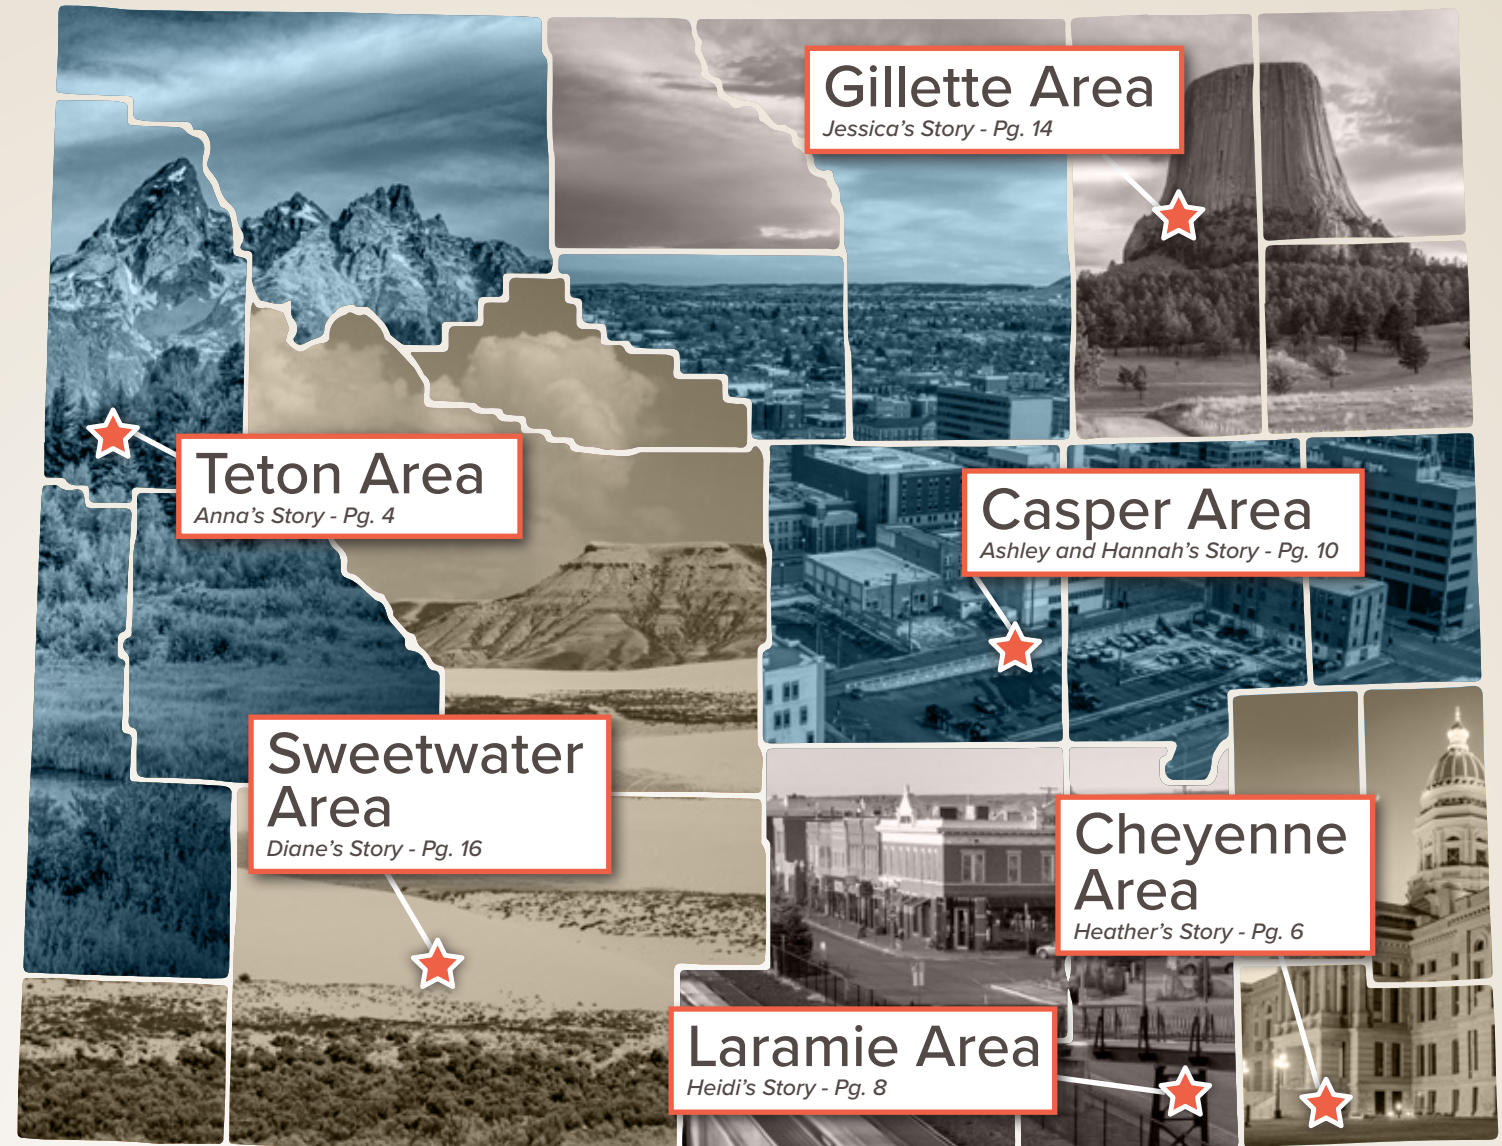 Gillette Area
Jessica's Story - Pg. 14
Teton Area
Anna's Story - Pg. 4
Casper Area
Ashley and Hannah's Story - Pg. 10
Sweetwater
Area
Diane's Story - Pg. 16
Cheyenne
Area
Heather's Story - Pg. 6
Laramie Area
Heidi's Story - Pg. 8